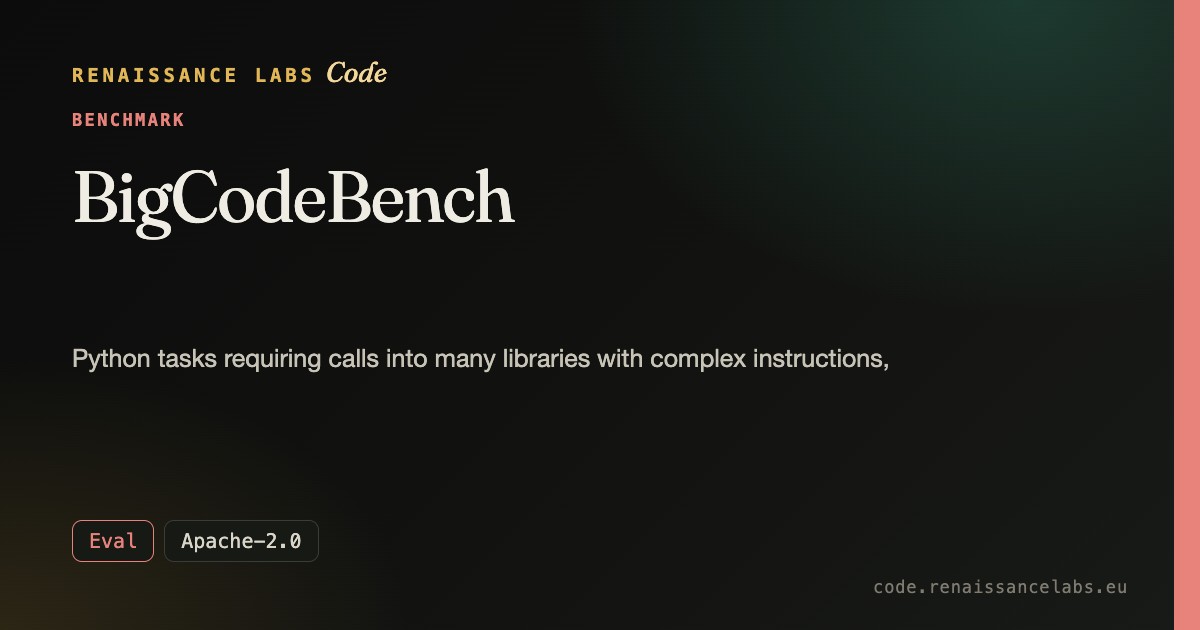 RENAISSANCE LABS Code
BENCHMARK
BigCodeBench
Python tasks requiring calls into many libraries with complex instructions,
Eval Apache-2.0
code.renaissancelabs.eu